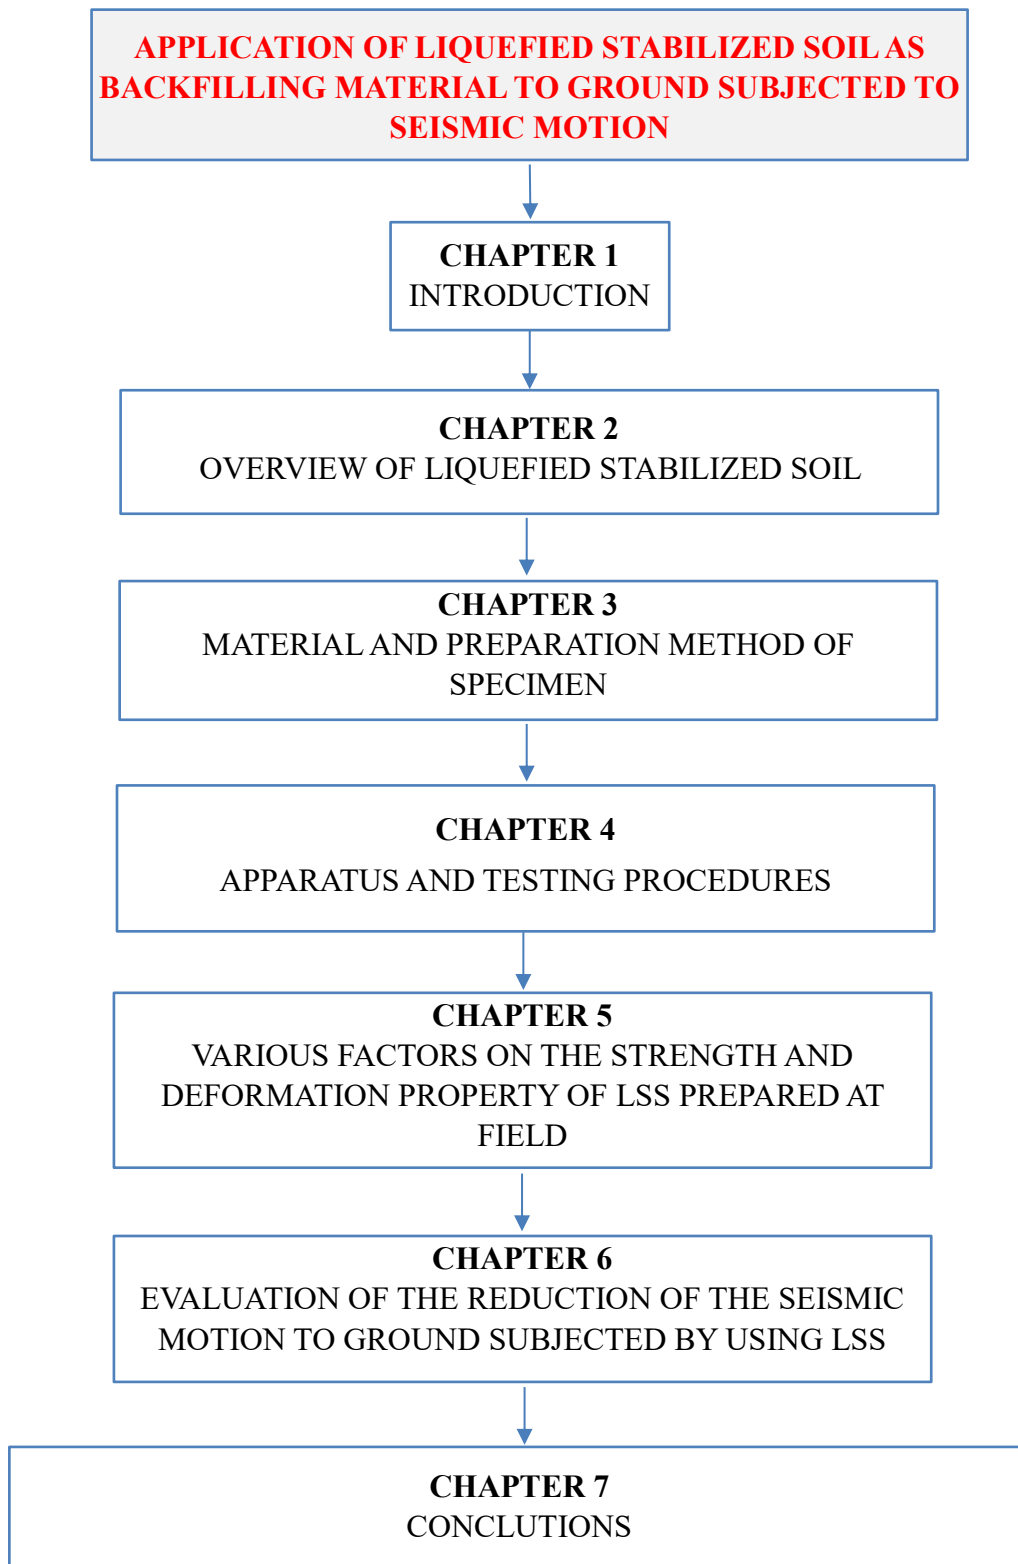 APPLICATION OF LIQUEFIED STABILIZED SOIL AS
BACKFILLING MATERIAL TO GROUND SUBJECTED TO
SEISMIC MOTION
CHAPTER 1
INTRODUCTION
CHAPTER 2
OVERVIEW OF LIQUEFIED STABILIZED SOIL
CHAPTER 3
MATERIAL AND PREPARATION METHOD OF
SPECIMEN
CHAPTER 4
APPARATUS AND TESTING PROCEDURES
CHAPTER 5
VARIOUS FACTORS ON THE STRENGTH AND
DEFORMATION PROPERTY OF LSS PREPARED AT
FIELD
CHAPTER 6
EVALUATION OF THE REDUCTION OF THE SEISMIC
MOTION TO GROUND SUBJECTED BY USING LSS
CHAPTER 7
CONCLUTIONS